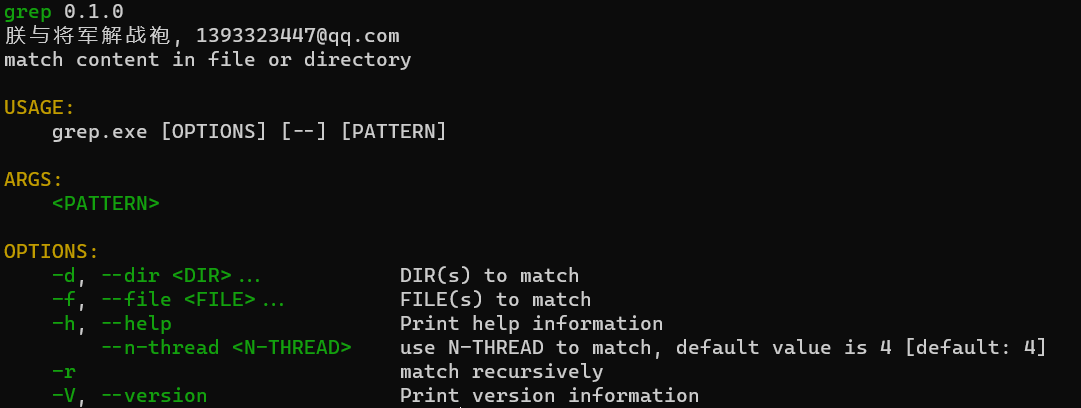 grep 0.1.0
朕与将军解战袍, 1393323447@qq.com
match content in file or directory
USAGE:
grep.exe [OPTIONS] [--] [PATTERN]
ARGS:
<PATTERN>
OPTIONS:
-d, --dir <DIR>... DIR(s) to match
-f, --file <FILE>... FILE(s) to match
-h, --help Print help information
--n-thread <N-THREAD> use N-THREAD to match, default value is 4 [default: 4]
-r match recursively
-V, --version Print version information